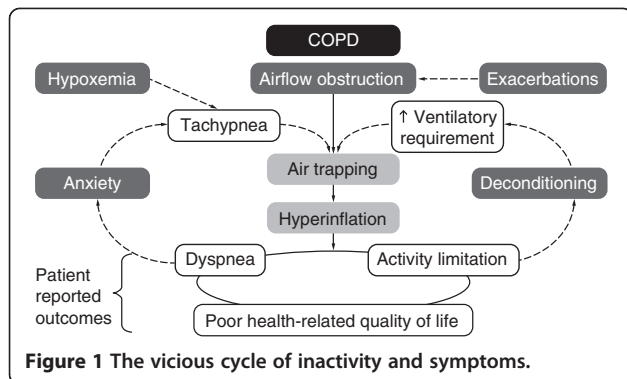 COPD
Hypoxemia
Airflow obstruction
Exacerbations
Tachypnea
↑ Ventilatory
requirement
Air trapping
Anxiety
Deconditioning
Hyperinflation
Dyspnea
Activity limitation
Patient
reported
outcomes
Poor health-related quality of life
Figure 1 The vicious cycle of inactivity and symptoms.